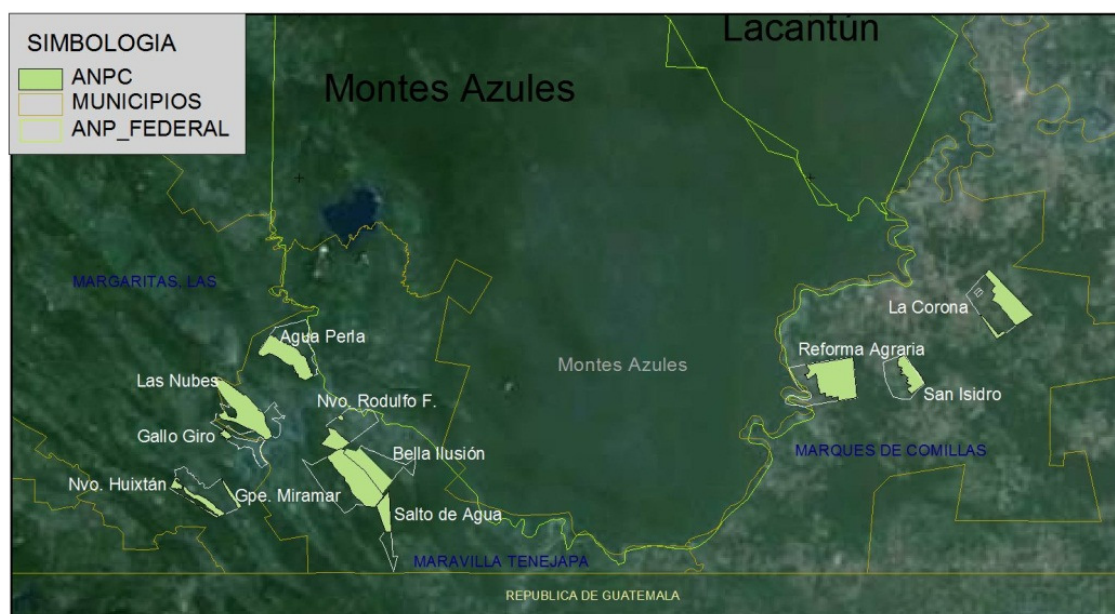 SIMBOLOGIA
ANPC
MUNICIPIOS
ANP_FEDERAL
Lacantún
Montes Azules
MARGARITAS, LAS
La Corona
Agua Perla
Reforma Agraria
Montes Azules
Las Nubes
San Isidro
Nvo. Rodulfo F.
Gallo Giro
Bella Ilusión
MARQUES DE COMILLAS
Nvo. Huixtán
Gpe. Miramar
Salto de Agua
MARAVILLA TENEJAPA
REPUBLICA DE GUATEMALA